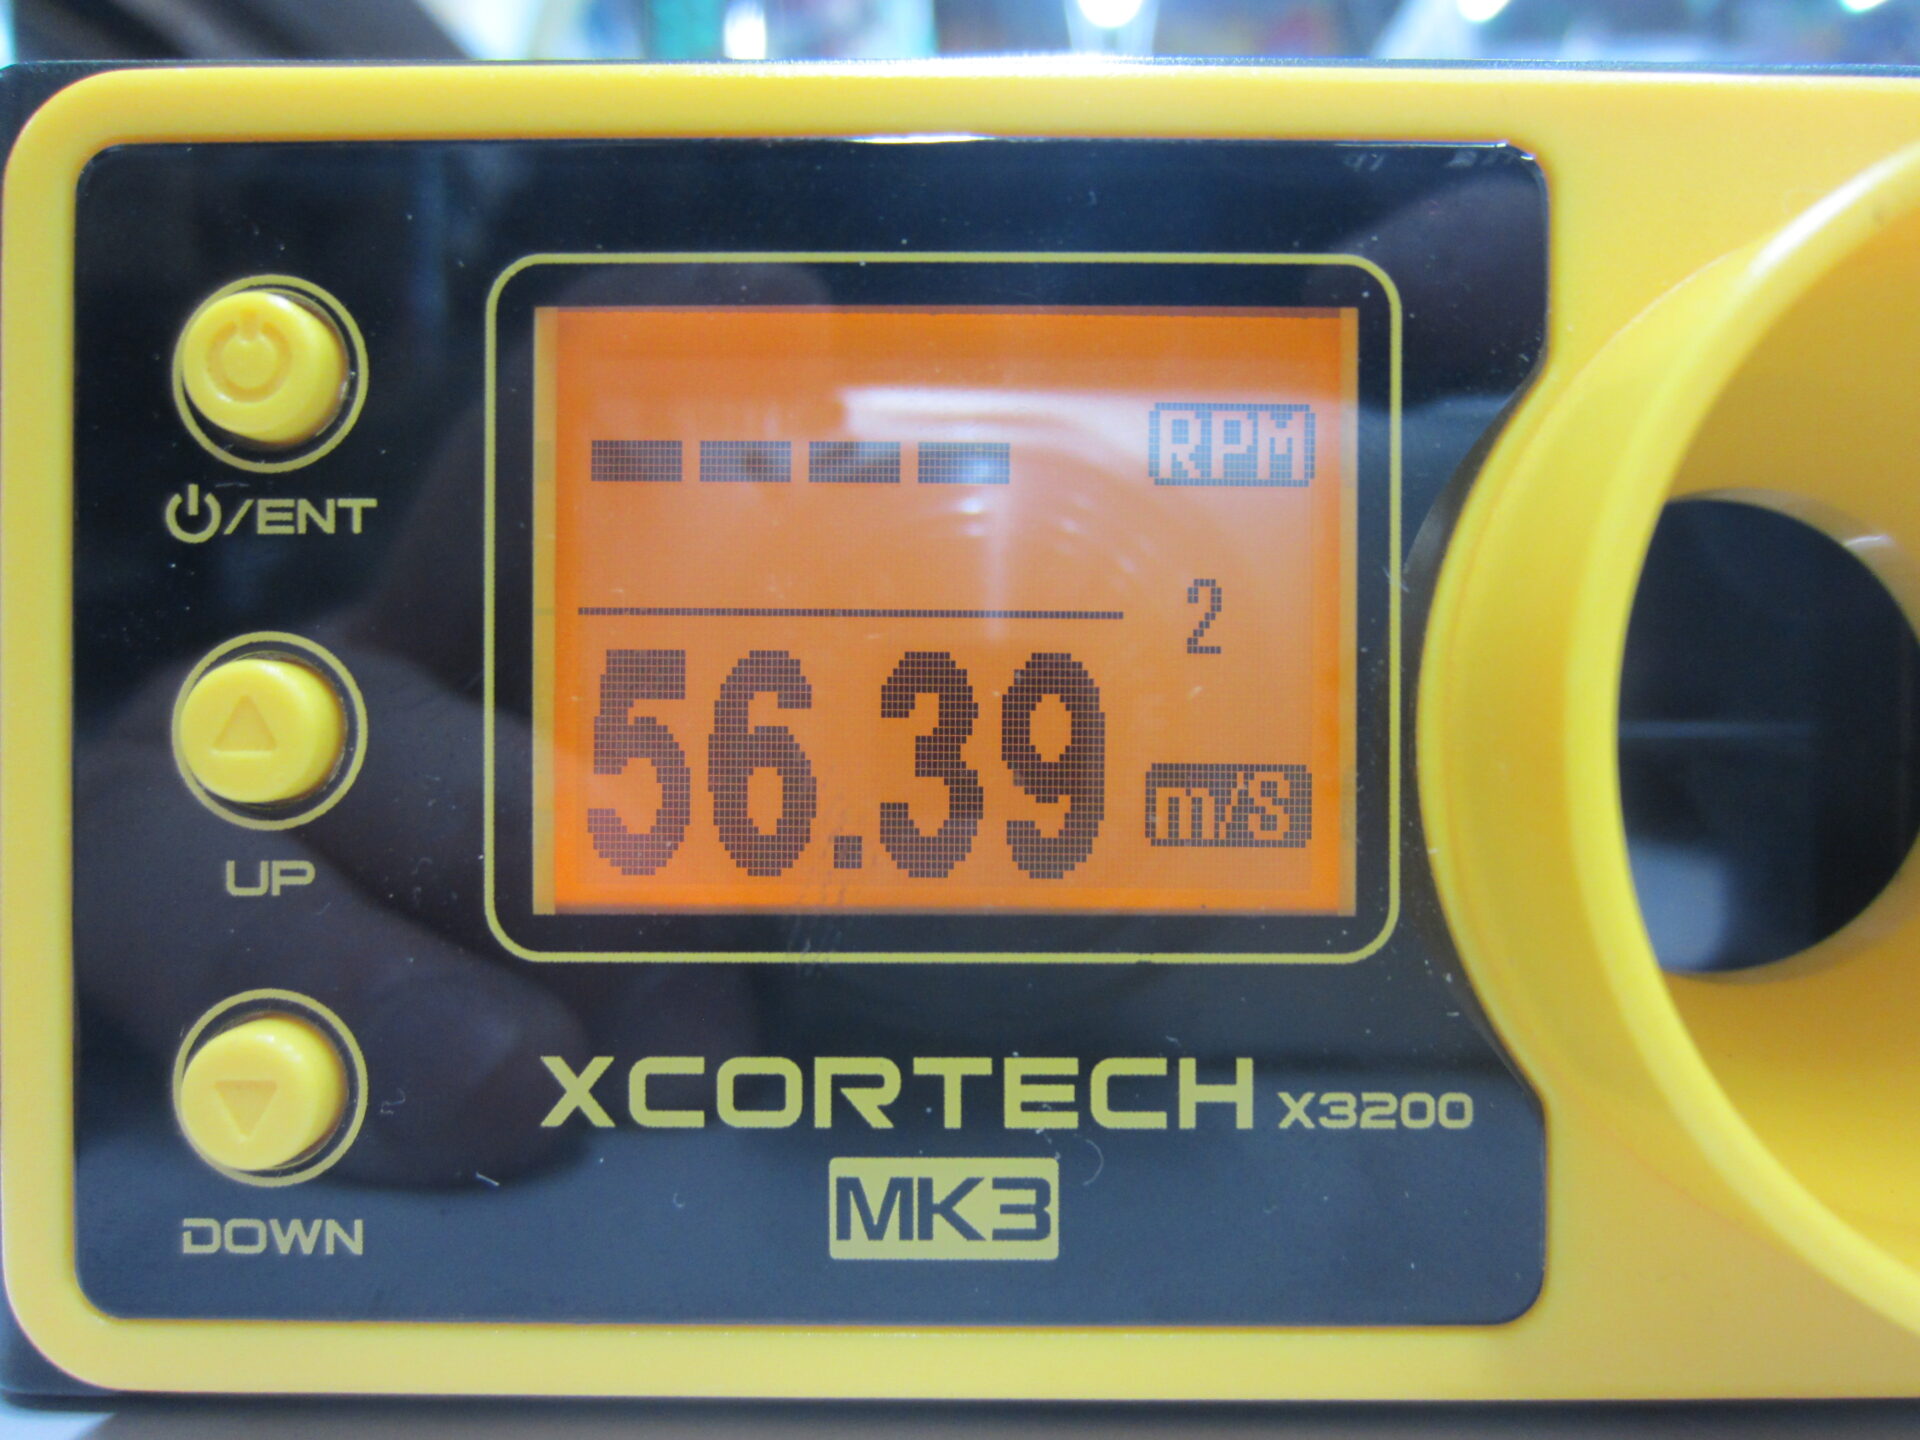 ---- RPM
2
56.39 m/s
/ENT
UP
DOWN
XCORTECH X3200
MK3